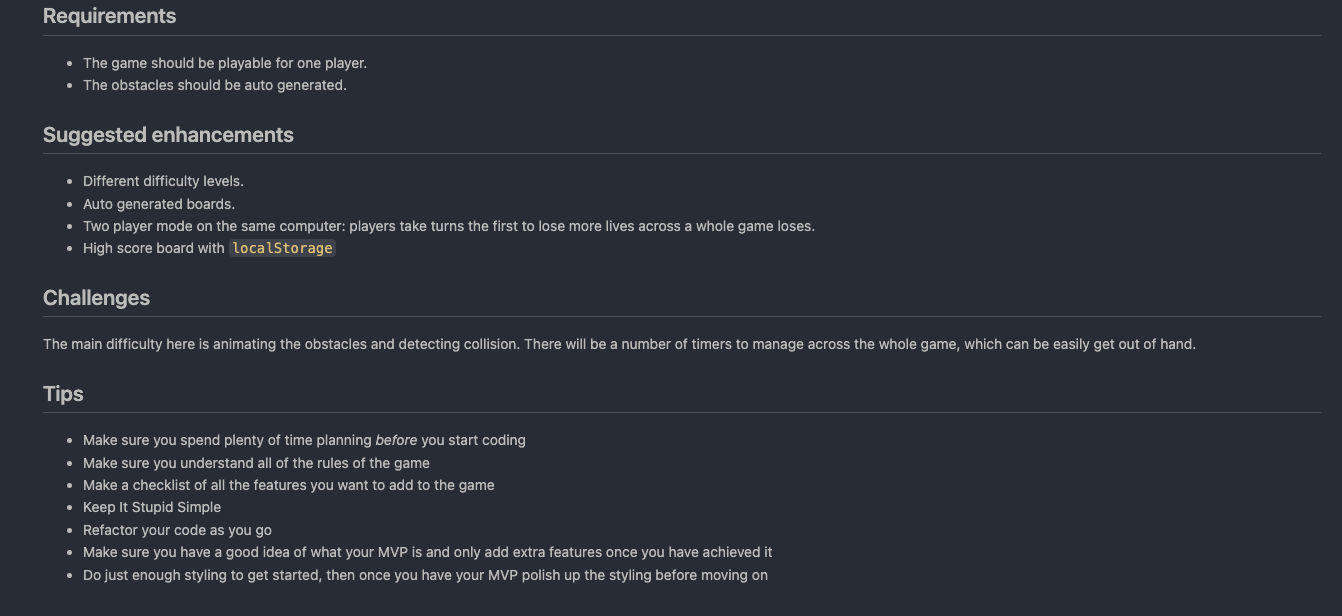 Requirements
• The game should be playable for one player.
• The obstacles should be auto generated.
Suggested enhancements
• Different difficulty levels.
• Auto generated boards.
• Two player mode on the same computer: players take turns the first to lose more lives across a whole game loses.
• High score board with localStorage
Challenges
The main difficulty here is animating the obstacles and detecting collision. There will be a number of timers to manage across the whole game, which can be easily get out of hand.
Tips
• Make sure you spend plenty of time planning before you start coding
• Make sure you understand all of the rules of the game
• Make a checklist of all the features you want to add to the game
• Keep It Stupid Simple
• Refactor your code as you go
• Make sure you have a good idea of what your MVP is and only add extra features once you have achieved it
• Do just enough styling to get started, then once you have your MVP polish up the styling before moving on